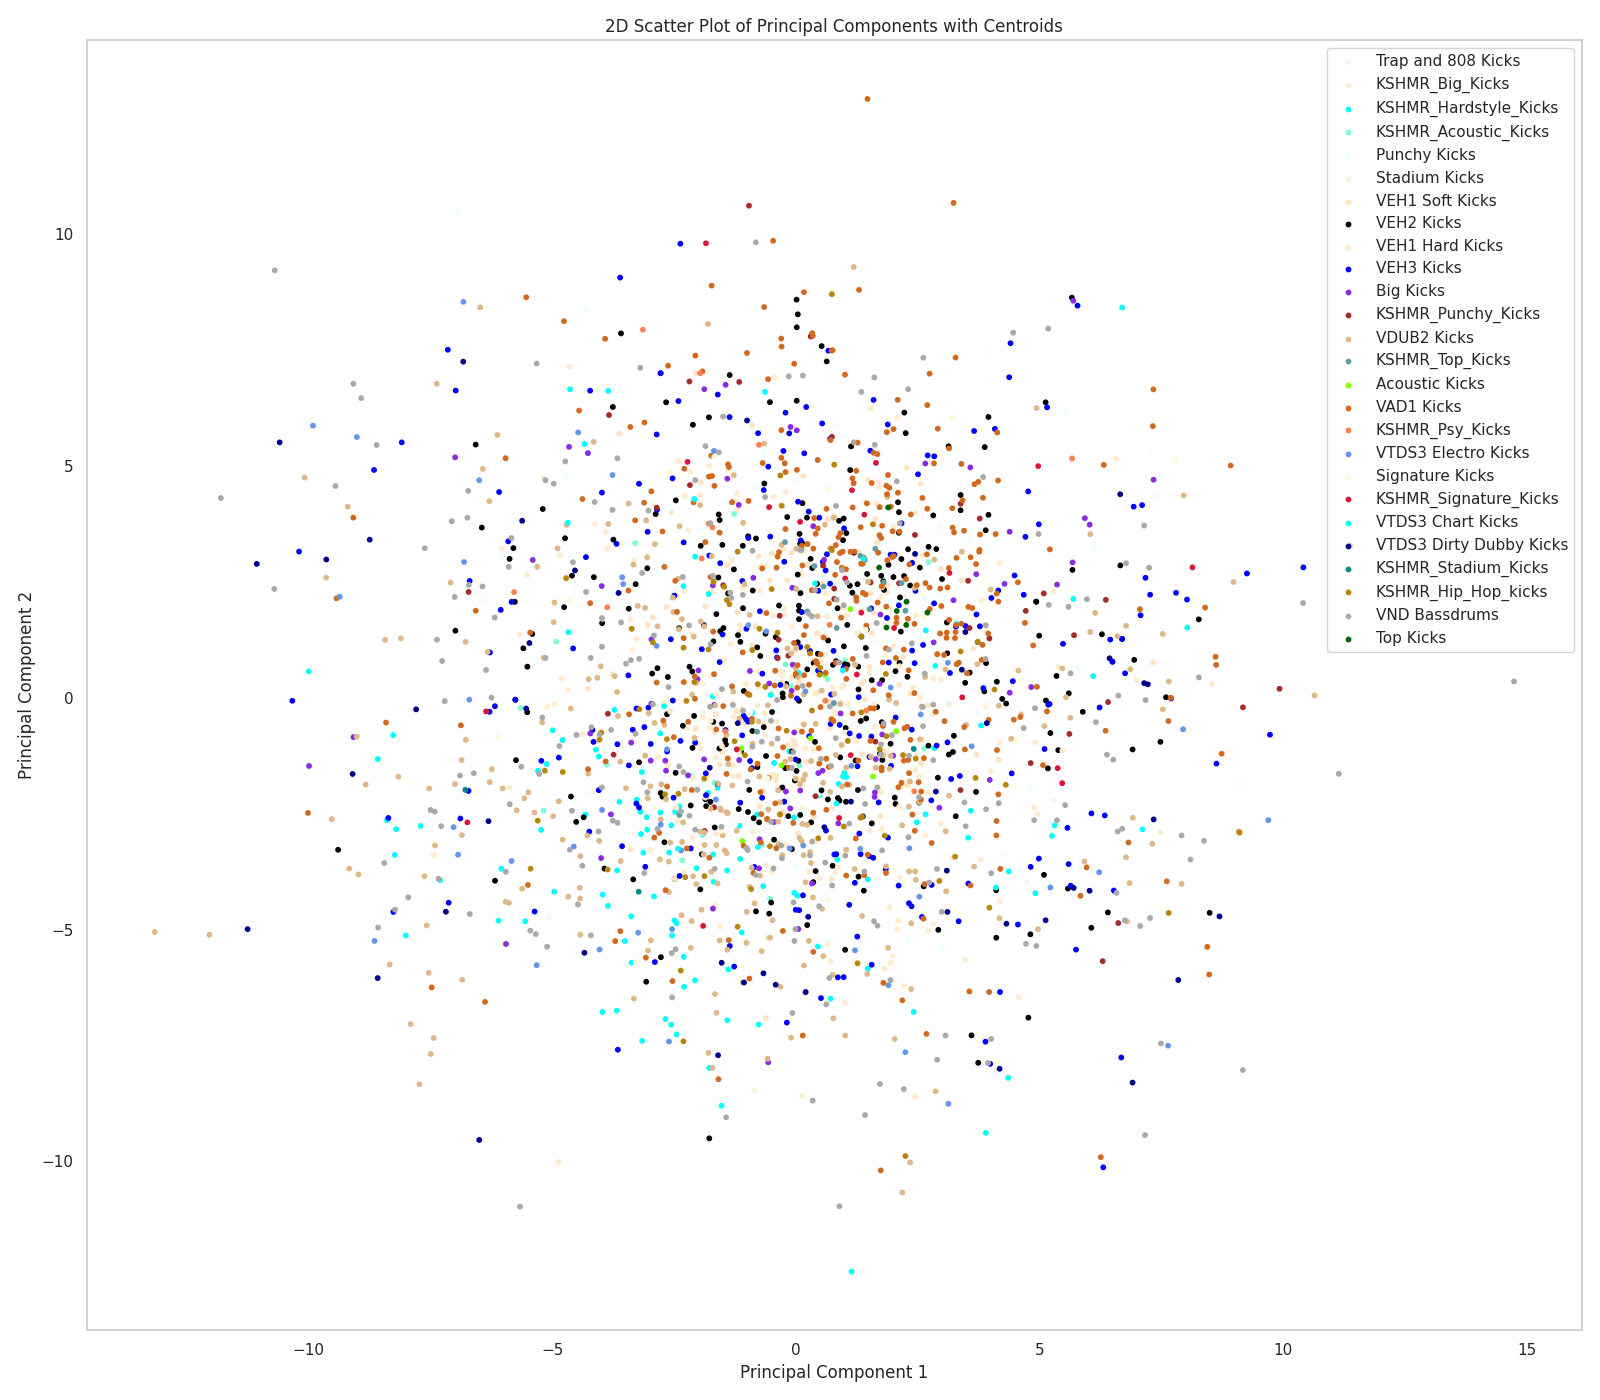 2D Scatter Plot of Principal Components with Centroids
Trap and 808 Kicks
KSHMR_Big_Kicks
KSHMR_Hardstyle_Kicks
KSHMR_Acoustic_Kicks
Punchy Kicks
Stadium Kicks
VEH1 Soft Kicks
VEH2 Kicks
VEH1 Hard Kicks
VEH3 Kicks
Big Kicks
KSHMR_Punchy_Kicks
VDUB2 Kicks
KSHMR_Top_Kicks
Acoustic Kicks
VAD1 Kicks
KSHMR_Psy_Kicks
VTDS3 Electro Kicks
Signature Kicks
KSHMR_Signature_Kicks
VTDS3 Chart Kicks
VTDS3 Dirty Dubby Kicks
KSHMR_Stadium_Kicks
KSHMR_Hip_Hop_kicks
VND Bassdrums
Top Kicks
10
5
0
−5
−10
Principal Component 2
−10 −5 0 5 10 15
Principal Component 1